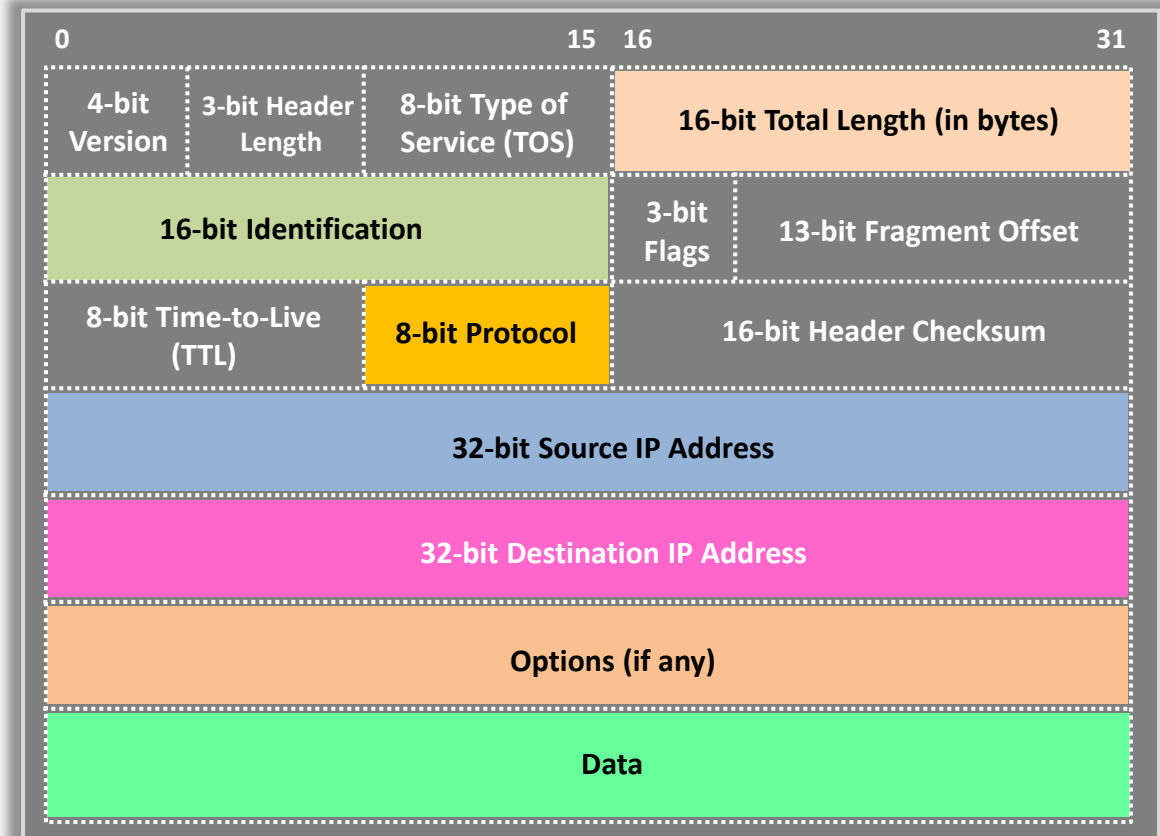 0 15 16 31
4-bit
Version
3-bit Header
Length
8-bit Type of
Service (TOS)
16-bit Total Length (in bytes)
16-bit Identification
3-bit
Flags
13-bit Fragment Offset
8-bit Time-to-Live
(TTL)
8-bit Protocol
16-bit Header Checksum
32-bit Source IP Address
32-bit Destination IP Address
Options (if any)
Data